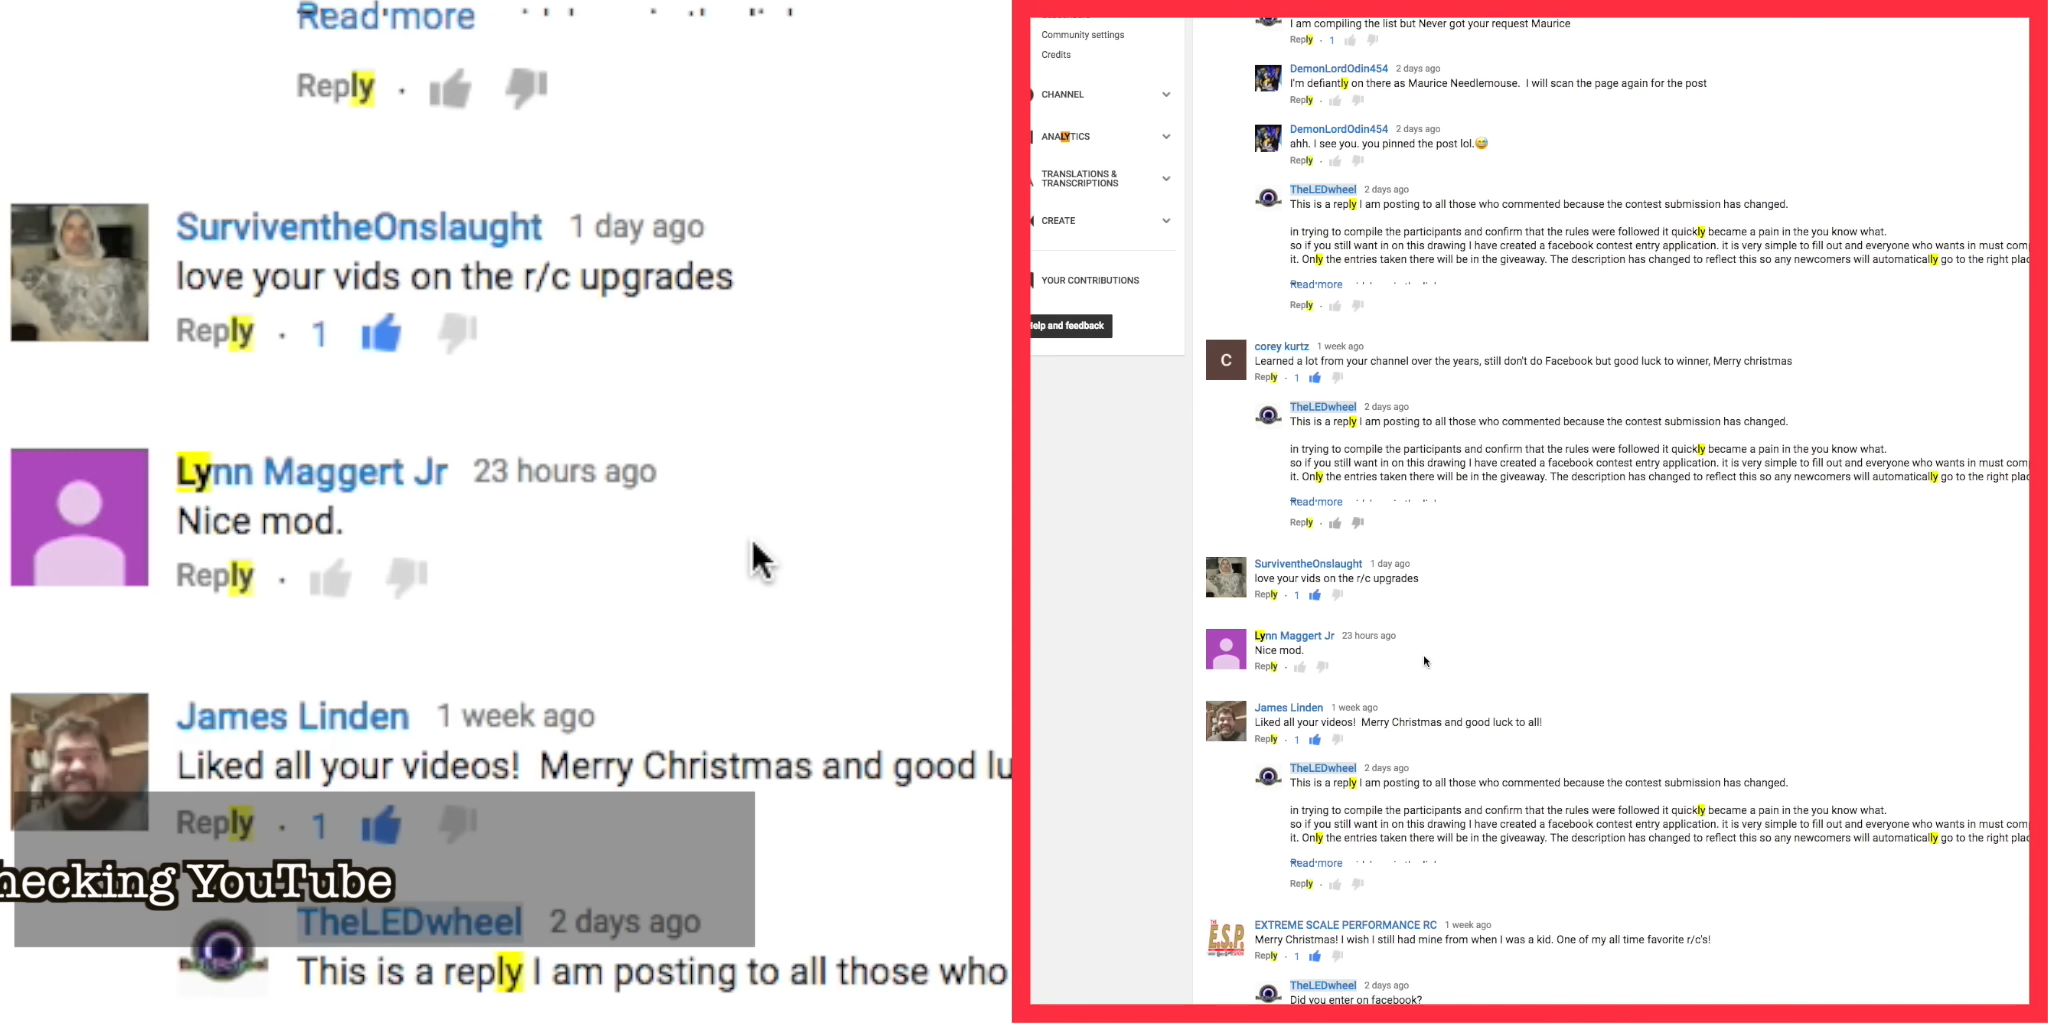 Read more
Reply ·
SurviventheOnslaught 1 day ago
love your vids on the r/c upgrades
Reply · 1
Lynn Maggert Jr 23 hours ago
Nice mod.
Reply ·
James Linden 1 week ago
Liked all your videos!  Merry Christmas and good lu
Reply · 1
hecking YouTube
TheLEDwheel 2 days ago
This is a reply I am posting to all those who
Community settings
Credits
CHANNEL
ANALYTICS
TRANSLATIONS &
TRANSCRIPTIONS
CREATE
YOUR CONTRIBUTIONS
elp and feedback
I am compiling the list but Never got your request Maurice
Reply · 1
DemonLordOdin454 2 days ago
I'm defiantly on there as Maurice Needlemouse.  I will scan the page again for the post
Reply ·
DemonLordOdin454 2 days ago
ahh. I see you. you pinned the post lol.😅
Reply ·
TheLEDwheel 2 days ago
This is a reply I am posting to all those who commented because the contest submission has changed.
in trying to compile the participants and confirm that the rules were followed it quickly became a pain in the you know what.
so if you still want in on this drawing I have created a facebook contest entry application. it is very simple to fill out and everyone who wants in must com
it. Only the entries taken there will be in the giveaway. The description has changed to reflect this so any newcomers will automatically go to the right plac
Read more
Reply ·
C
corey kurtz 1 week ago
Learned a lot from your channel over the years, still don't do Facebook but good luck to winner, Merry christmas
Reply · 1
TheLEDwheel 2 days ago
This is a reply I am posting to all those who commented because the contest submission has changed.
in trying to compile the participants and confirm that the rules were followed it quickly became a pain in the you know what.
so if you still want in on this drawing I have created a facebook contest entry application. it is very simple to fill out and everyone who wants in must com
it. Only the entries taken there will be in the giveaway. The description has changed to reflect this so any newcomers will automatically go to the right plac
Read more
Reply ·
SurviventheOnslaught 1 day ago
love your vids on the r/c upgrades
Reply · 1
Lynn Maggert Jr 23 hours ago
Nice mod.
Reply ·
James Linden 1 week ago
Liked all your videos!  Merry Christmas and good luck to all!
Reply · 1
TheLEDwheel 2 days ago
This is a reply I am posting to all those who commented because the contest submission has changed.
in trying to compile the participants and confirm that the rules were followed it quickly became a pain in the you know what.
so if you still want in on this drawing I have created a facebook contest entry application. it is very simple to fill out and everyone who wants in must com
it. Only the entries taken there will be in the giveaway. The description has changed to reflect this so any newcomers will automatically go to the right plac
Read more
Reply ·
E.S.P.
EXTREME SCALE PERFORMANCE RC 1 week ago
Merry Christmas! I wish I still had mine from when I was a kid. One of my all time favorite r/c's!
Reply · 1
TheLEDwheel 2 days ago
Did you enter on facebook?